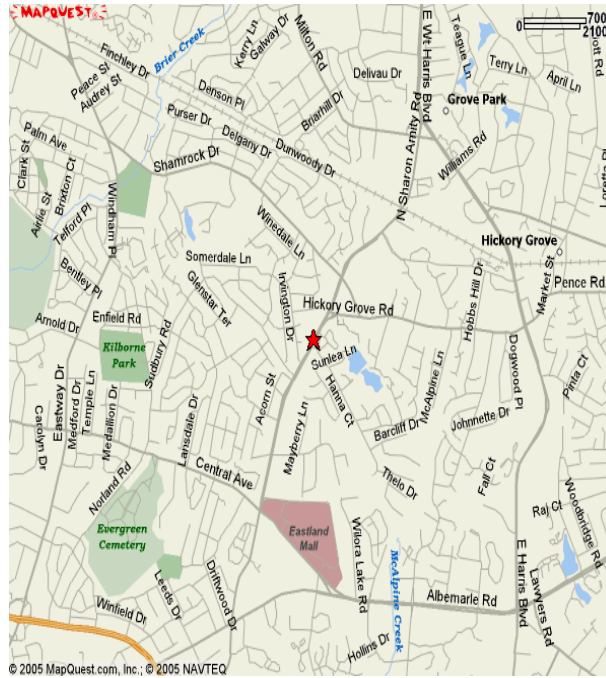 MAPQUEST
700
2100
Finchley Dr
Brier Creek
Kerry Ln
Galway Dr
Milton Rd
E Wt Harris Blvd
Teague Ln
Terry Ln
April Ln
ott Rd
Peace St
Audrey St
Denson Pl
Delivau Dr
Briarhill Dr
Grove Park
Palm Ave
Purser Dr
Delgany Dr
Dunwoody Dr
N Sharon Amity Rd
Williams Rd
Clark St
Airlie St
Brixton Ct
Shamrock Dr
Windham Pl
Telford Pl
Winedale Ln
Hickory Grove
Market St
Bentley Pl
Somerdale Ln
Glenstar Ter
Irvington Dr
Hickory Grove Rd
Hobbs Hill Dr
Pence Rd
Arnold Dr
Enfield Rd
Kilborne
Park
Sudbury Rd
Sunlea Ln
Hanna Ct
McAlpine Ln
Dogwood Pl
Pinta Ct
Eastway Dr
Medford Dr
Temple Ln
Medallion Dr
Acorn St
Mayberry Ln
Carolyn Dr
Lansdale Dr
Barcliff Dr
Johnnette Dr
Central Ave
Norland Rd
Thelo Dr
Fall Ct
Raj Ct
Woodbridge Rd
Evergreen
Cemetery
Eastland
Mall
Wilora Lake Rd
McAlpine Creek
E Harris Blvd
Lawyers Rd
Leeds Dr
Driftwood Dr
Winfield Dr
Albemarle Rd
Hollins Dr
© 2005 MapQuest.com, Inc.; © 2005 NAVTEQ